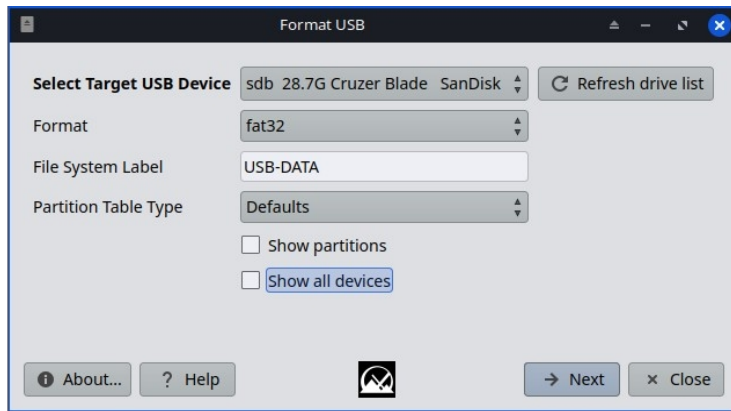 Format USB
Select Target USB Device sdb 28.7G Cruzer Blade SanDisk Refresh drive list
Format fat32
File System Label USB-DATA
Partition Table Type Defaults
Show partitions
Show all devices
About... ? Help Next Close